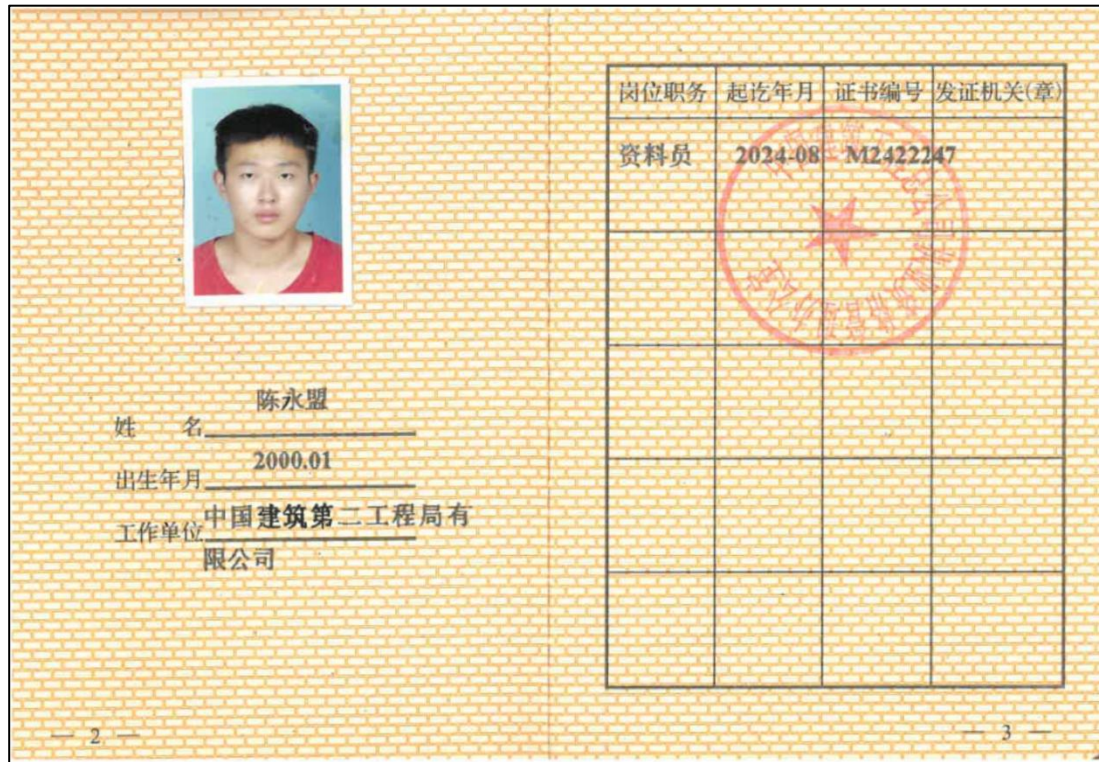 陈永盟
姓 名
2000.01
出生年月
中国建筑第二工程局有
工作单位
限公司
— 2 —
岗位职务 起讫年月 证书编号 发证机关(章)
资料员 2024-08 M2422247
— 3 —